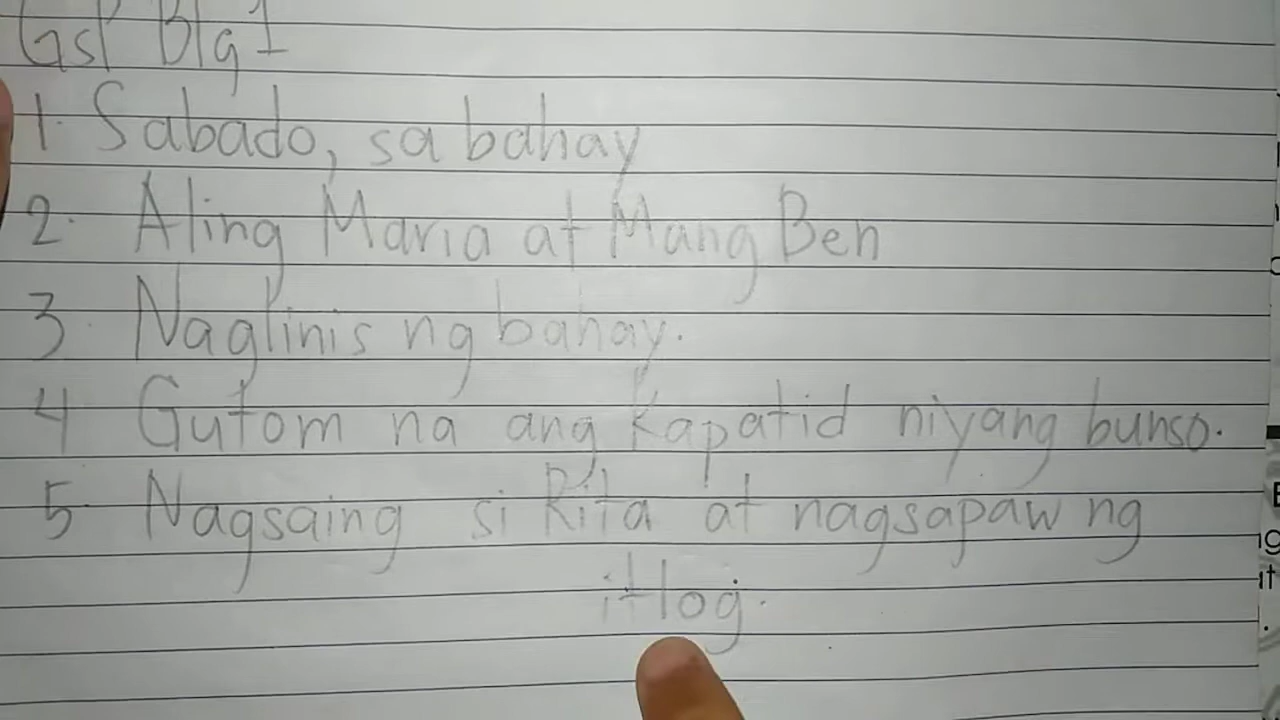 Gsp Blg 1
1. Sabado, sa bahay
2. Aling Maria at Mang Ben
3. Naglinis ng bahay.
4 Gutom na ang kapatid niyang bunso.
5 Nagsaing si Rita at nagsapaw ng
itlog.